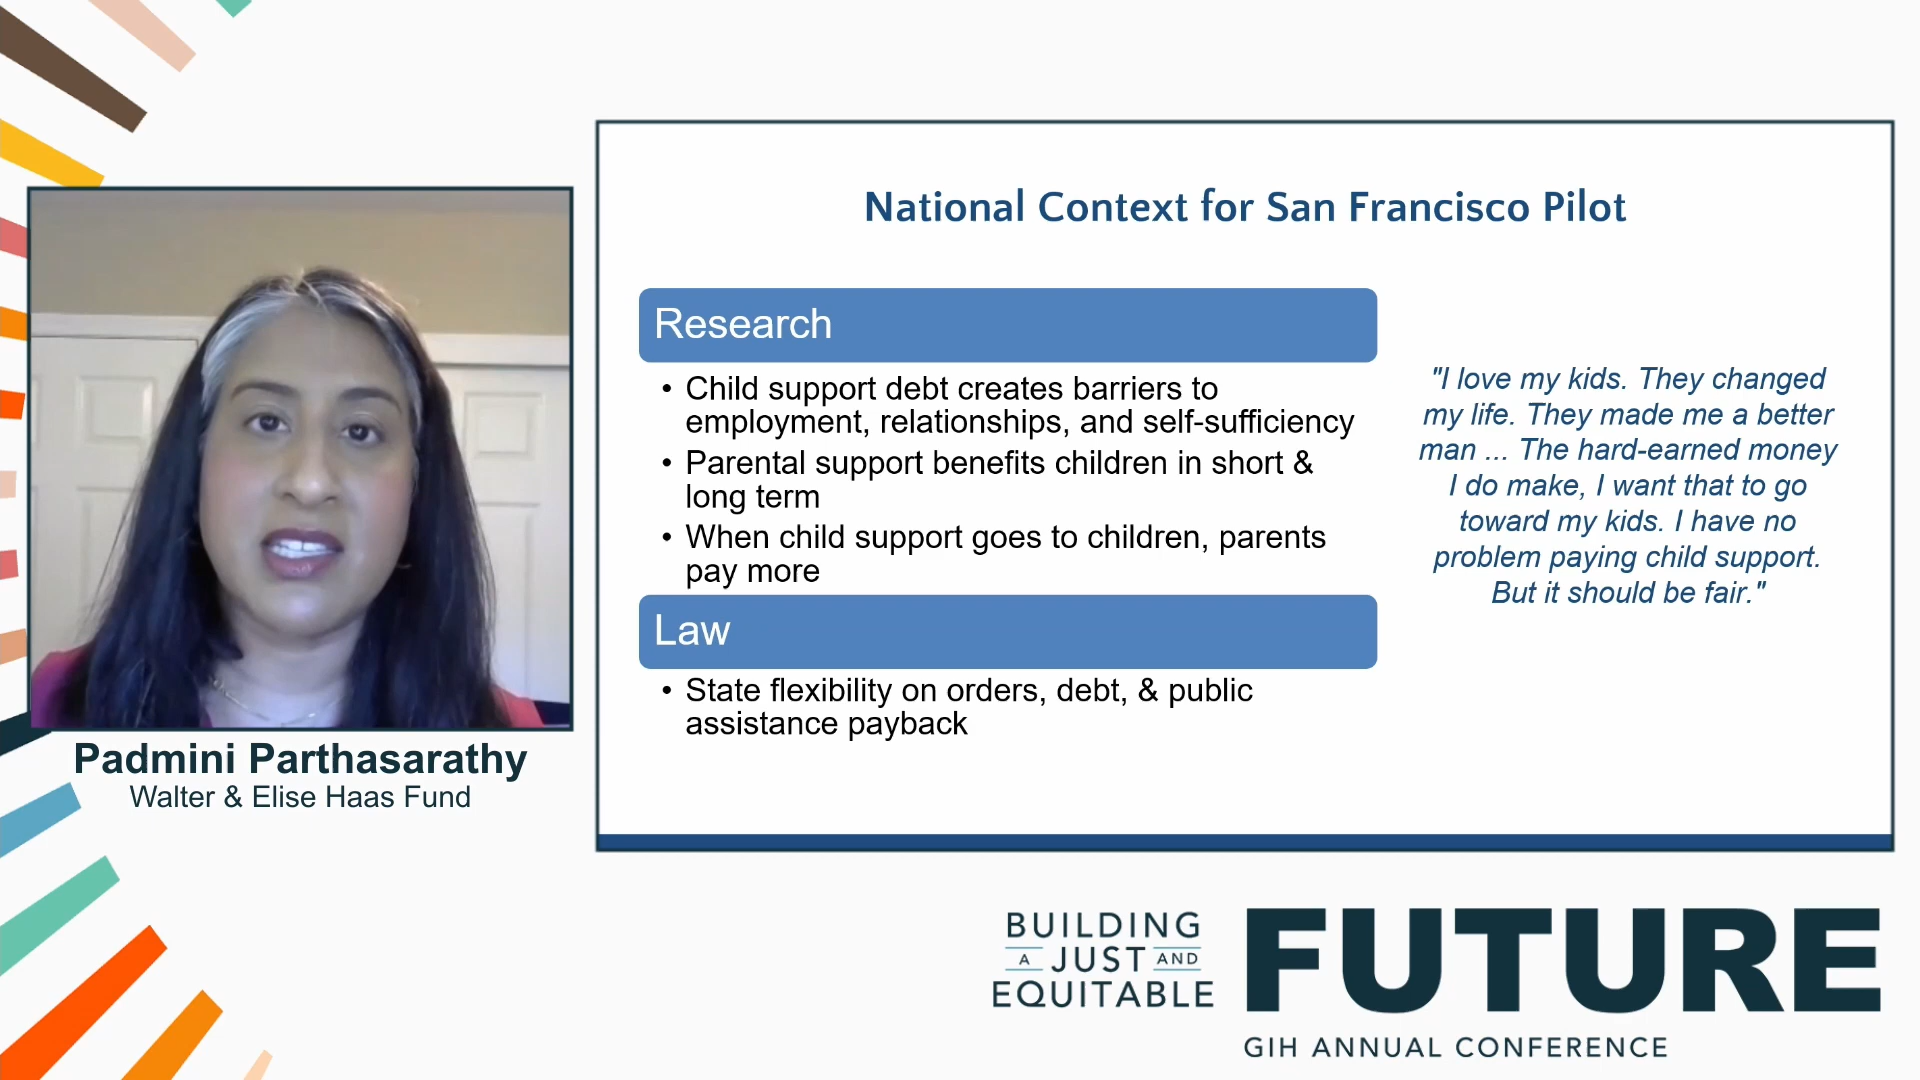 National Context for San Francisco Pilot
Research
• Child support debt creates barriers to
employment, relationships, and self-sufficiency
• Parental support benefits children in short &
long term
• When child support goes to children, parents
pay more
Law
• State flexibility on orders, debt, & public
assistance payback
"I love my kids. They changed
my life. They made me a better
man ... The hard-earned money
I do make, I want that to go
toward my kids. I have no
problem paying child support.
But it should be fair."
Padmini Parthasarathy
Walter & Elise Haas Fund
BUILDING
A JUST AND
EQUITABLE
FUTURE
GIH ANNUAL CONFERENCE